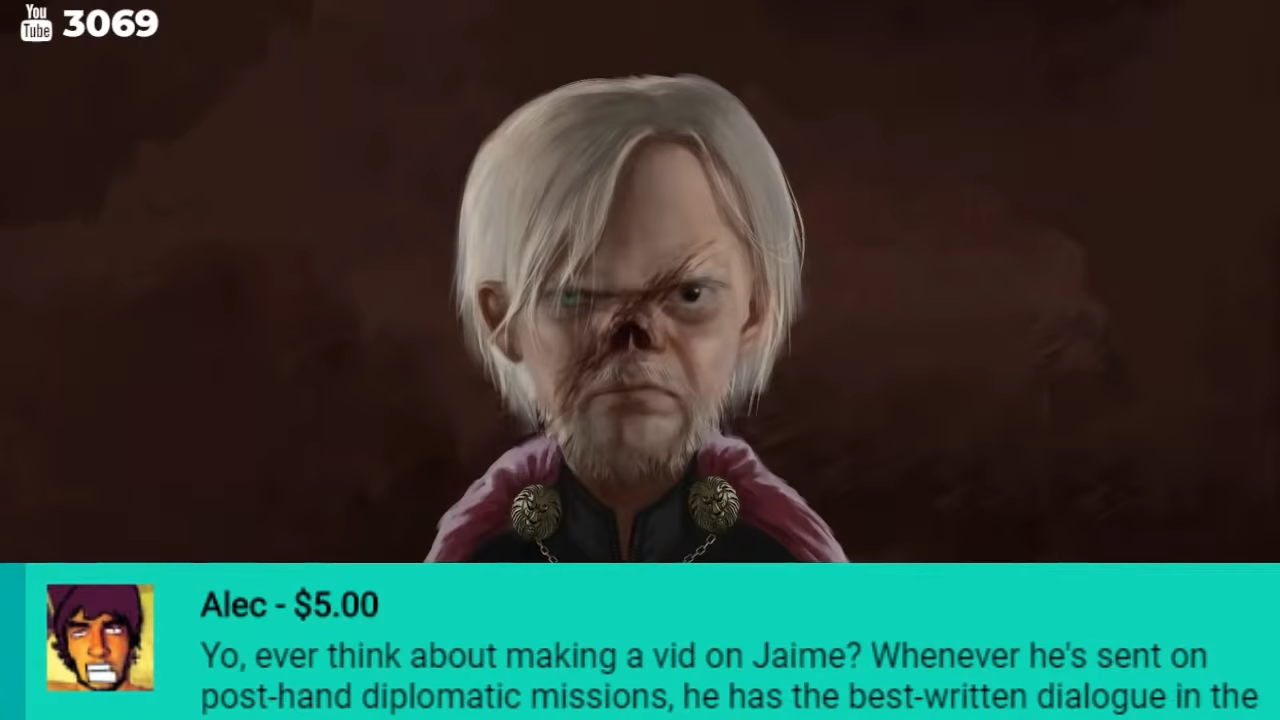 You
Tube 3069
Alec - $5.00
Yo, ever think about making a vid on Jaime? Whenever he's sent on
post-hand diplomatic missions, he has the best-written dialogue in the